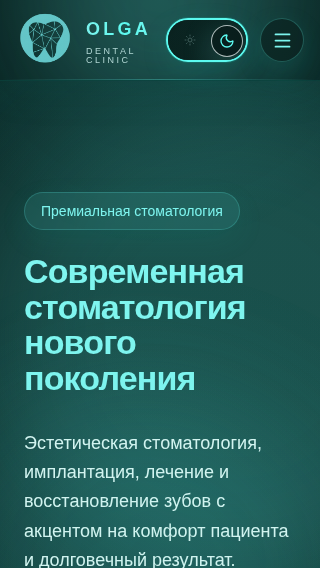 OLGA
DENTAL
CLINIC
Премиальная стоматология
Современная
стоматология
нового
поколения
Эстетическая стоматология,
имплантация, лечение и
восстановление зубов с
акцентом на комфорт пациента
и долговечный результат.